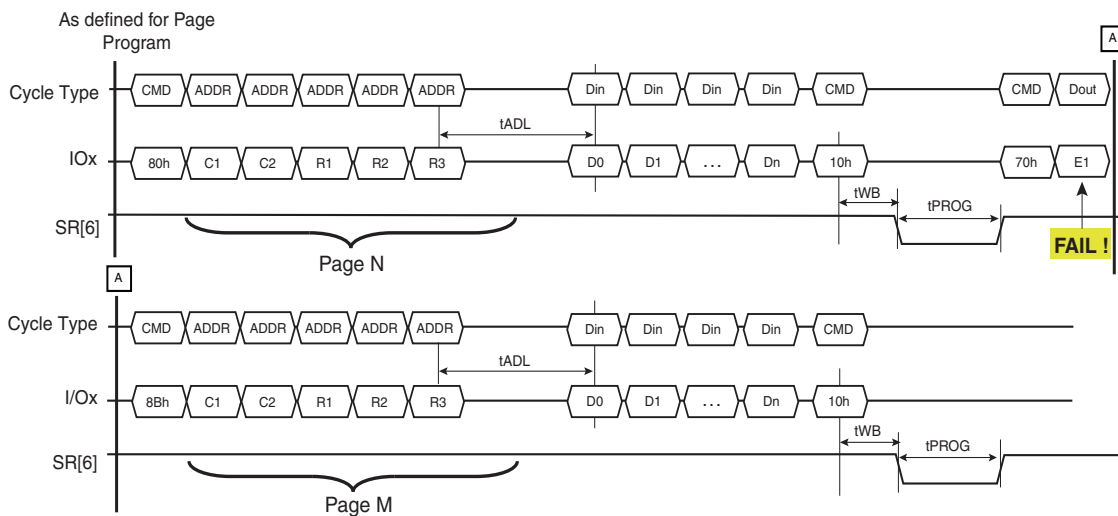 As defined for Page
Program
A
Cycle Type CMD ADDR ADDR ADDR ADDR ADDR Din Din Din Din CMD CMD Dout
tADL
IOx 80h C1 C2 R1 R2 R3 D0 D1 ... Dn 10h 70h E1
tWB tPROG
SR[6]
FAIL !
Page N
A
Cycle Type CMD ADDR ADDR ADDR ADDR ADDR Din Din Din Din CMD
tADL
I/Ox 8Bh C1 C2 R1 R2 R3 D0 D1 ... Dn 10h
tWB tPROG
SR[6]
Page M